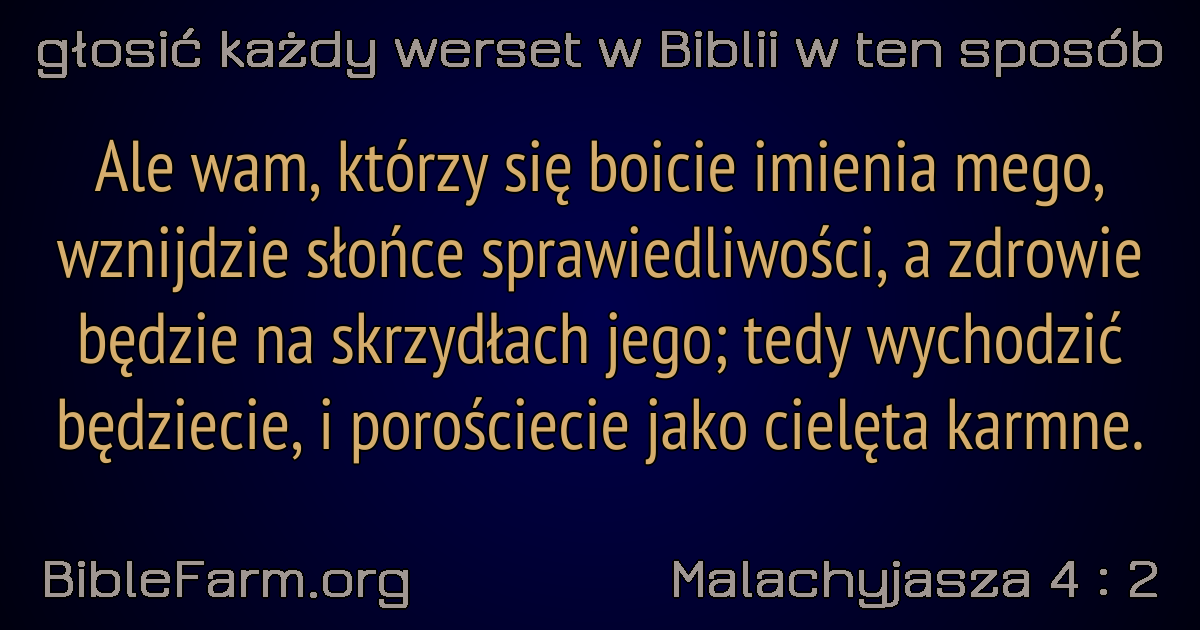 głosić każdy werset w Biblii w ten sposób
Ale wam, którzy się boicie imienia mego,
wznijdzie słońce sprawiedliwości, a zdrowie
będzie na skrzydłach jego; tedy wychodzić
będziecie, i porościecie jako cielęta karmne.
BibleFarm.org
Malachyjasza 4 : 2